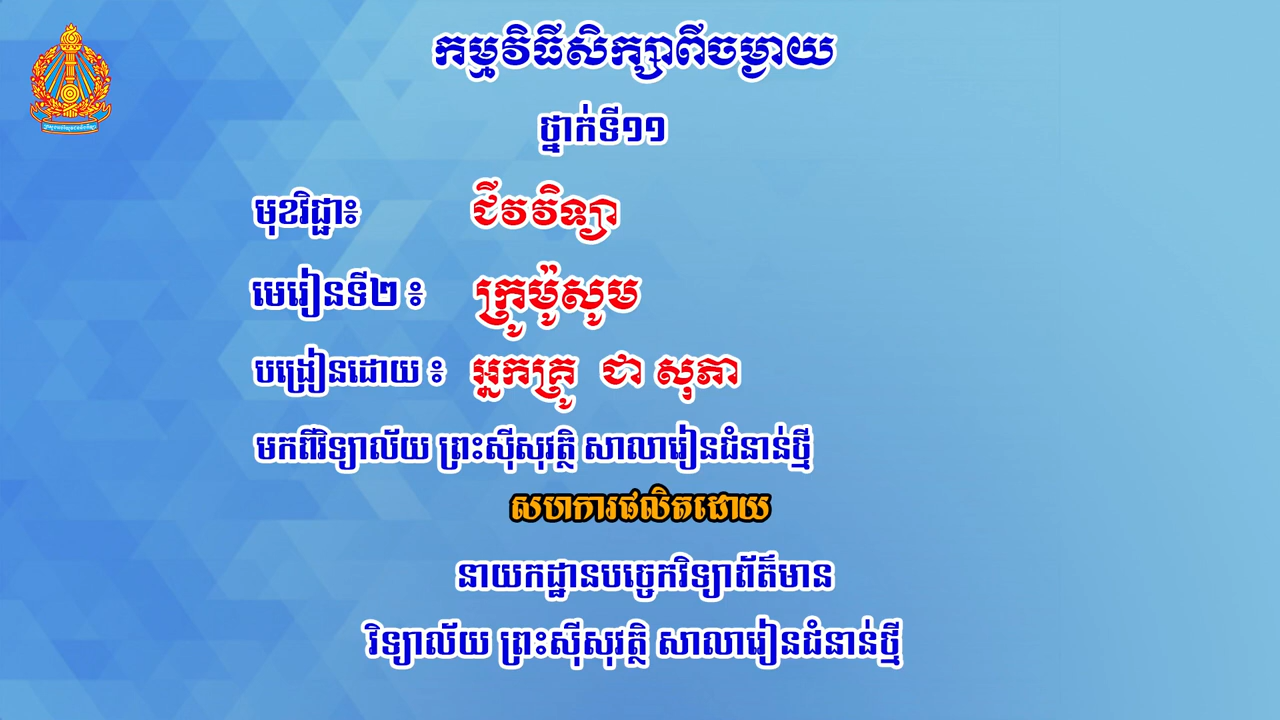 កម្មវិធីសិក្សាពីចម្ងាយ
ថ្នាក់ទី១១
មុខវិជ្ជា៖ ជីវវិទ្យា
មេរៀនទី២ ៖ ក្រូម៉ូសូម
បង្រៀនដោយ ៖ អ្នកគ្រូ ជា សុភា
មកពីវិទ្យាល័យ ព្រះស៊ីសុវត្ថិ សាលារៀនជំនាន់ថ្មី
សហការផលិតដោយ
នាយកដ្ឋានបច្ចេកវិទ្យាព័ត៌មាន
វិទ្យាល័យ ព្រះស៊ីសុវត្ថិ សាលារៀនជំនាន់ថ្មី